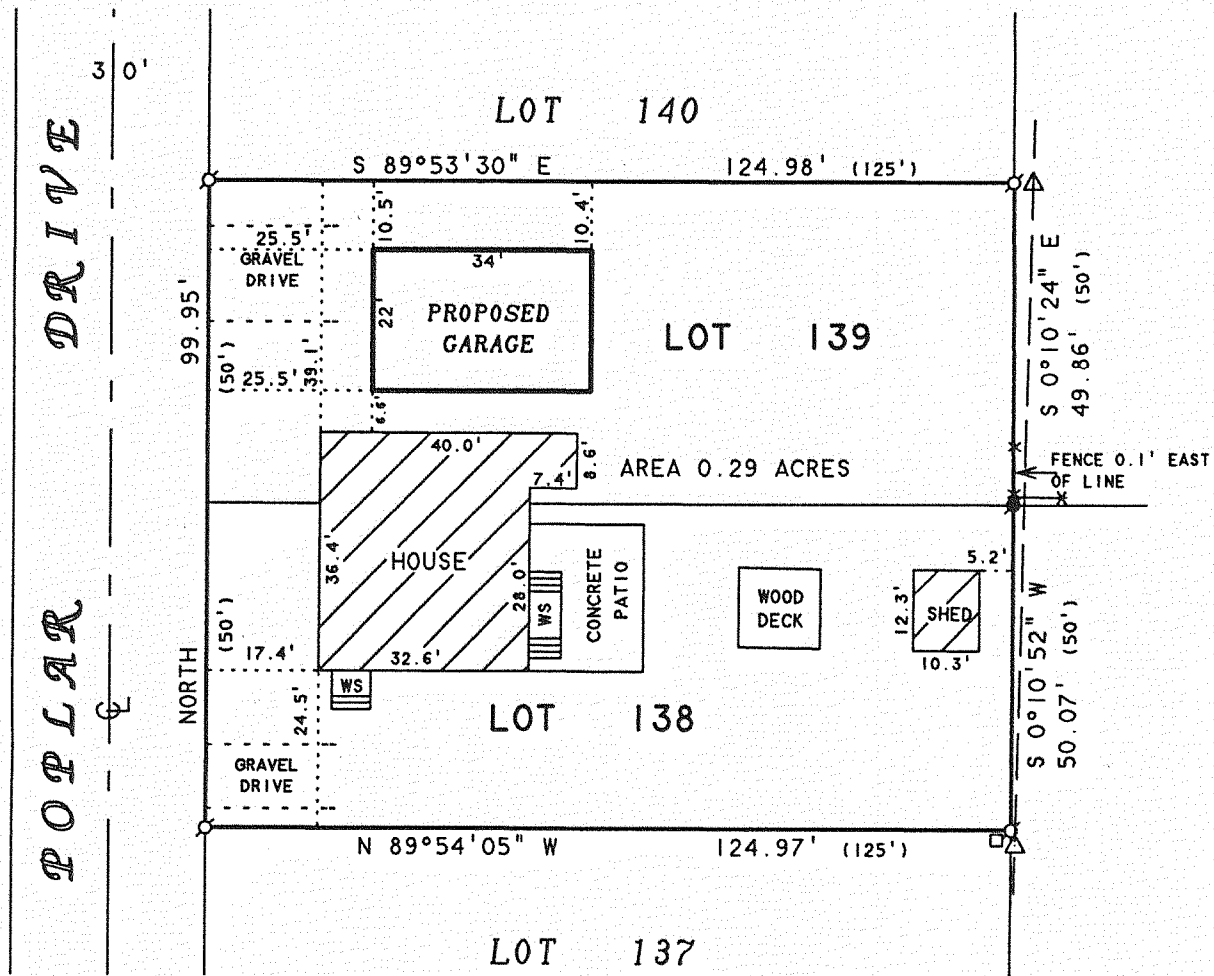 30'
LOT 140
S 89°53'30" E 124.98' (125')
POPLAR DRIVE
10.5'
10.4'
25.5'
GRAVEL
DRIVE
34'
22'
PROPOSED
GARAGE
LOT 139
99.95'
(50')
25.5'
39.1'
6.6'
S 0°10'24" E
49.86' (50')
40.0'
8.6'
7.4'
AREA 0.29 ACRES
FENCE 0.1' EAST
OF LINE
HOUSE
36.4'
28.0'
WS
CONCRETE
PATIO
WOOD
DECK
5.2'
12.3'
SHED
10.3'
S 0°10'52" W
50.07' (50')
NORTH
(50')
17.4'
32.6'
WS
24.5'
LOT 138
CL
GRAVEL
DRIVE
N 89°54'05" W 124.97' (125')
LOT 137